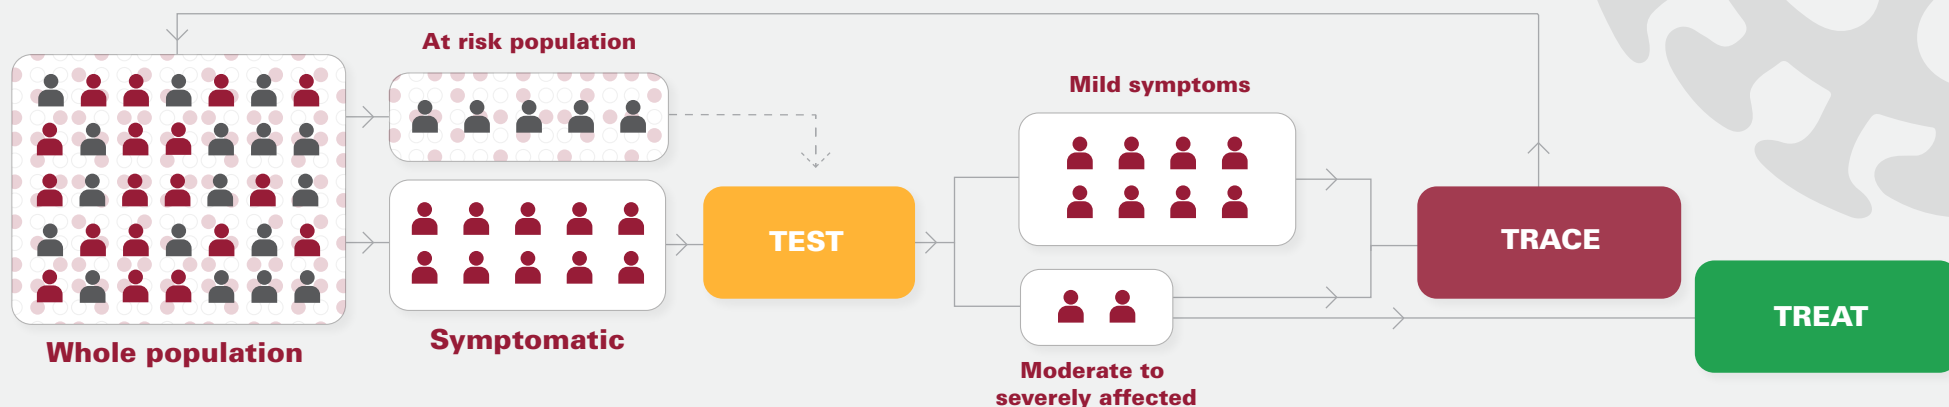 At risk population
Whole population
Symptomatic
TEST
Mild symptoms
Moderate to
severely affected
TRACE
TREAT